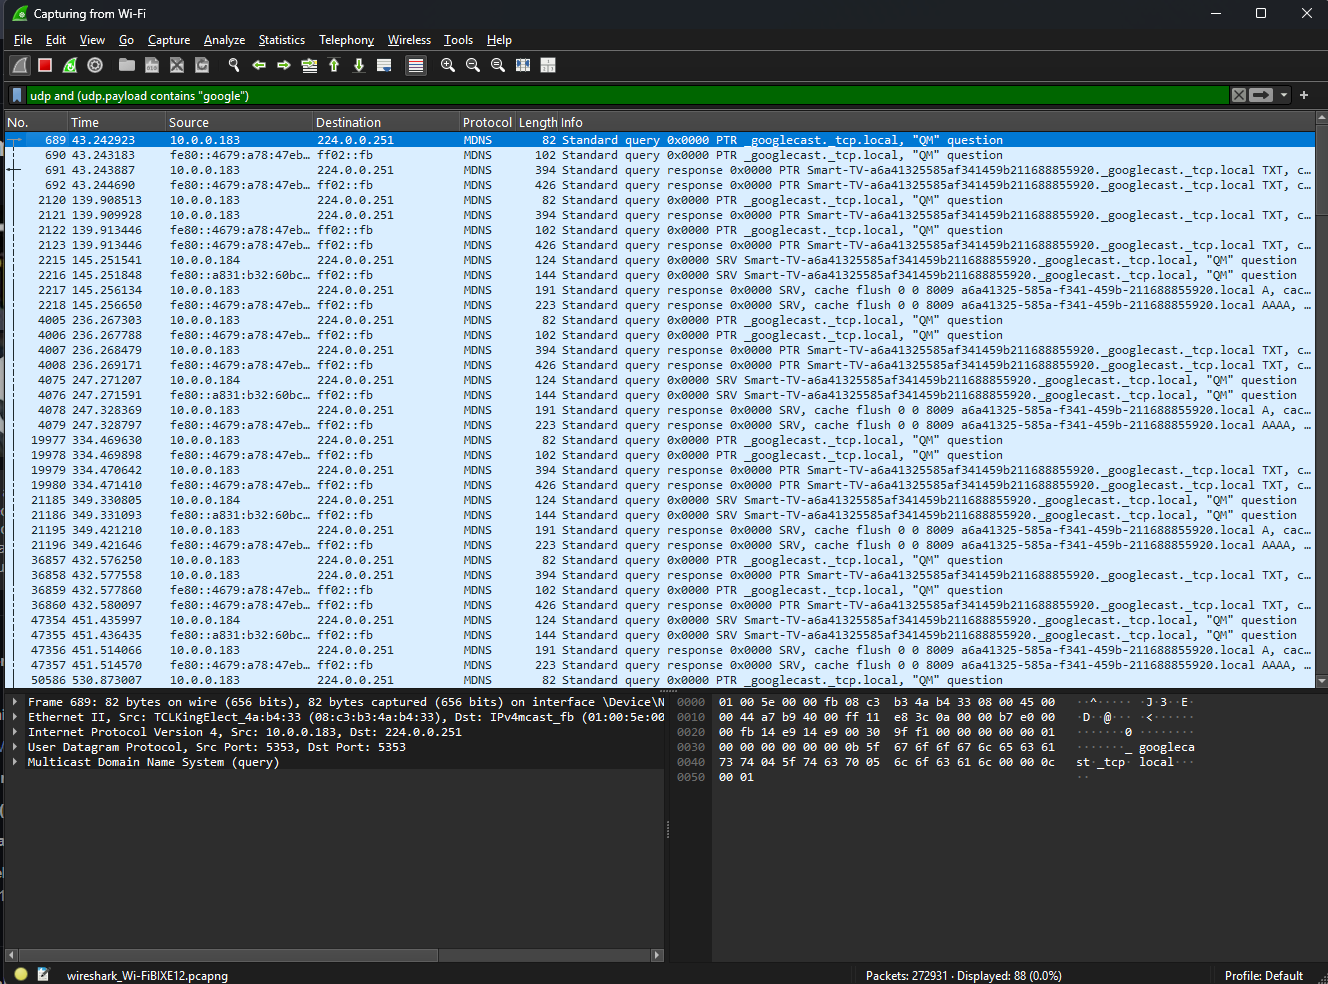 Capturing from Wi-Fi
File Edit View Go Capture Analyze Statistics Telephony Wireless Tools Help
udp and (udp.payload contains "google")
No. Time Source Destination Protocol Length Info
689 43.242923 10.0.0.183 224.0.0.251 MDNS 82 Standard query 0x0000 PTR _googlecast._tcp.local, "QM" question
690 43.243183 fe80::4679:a78:47eb… ff02::fb MDNS 102 Standard query 0x0000 PTR _googlecast._tcp.local, "QM" question
691 43.243887 10.0.0.183 224.0.0.251 MDNS 394 Standard query response 0x0000 PTR Smart-TV-a6a41325585af341459b211688855920._googlecast._tcp.local TXT, c…
692 43.244690 fe80::4679:a78:47eb… ff02::fb MDNS 426 Standard query response 0x0000 PTR Smart-TV-a6a41325585af341459b211688855920._googlecast._tcp.local TXT, c…
2120 139.908513 10.0.0.183 224.0.0.251 MDNS 82 Standard query 0x0000 PTR _googlecast._tcp.local, "QM" question
2121 139.909928 10.0.0.183 224.0.0.251 MDNS 394 Standard query response 0x0000 PTR Smart-TV-a6a41325585af341459b211688855920._googlecast._tcp.local TXT, c…
2122 139.913446 fe80::4679:a78:47eb… ff02::fb MDNS 102 Standard query 0x0000 PTR _googlecast._tcp.local, "QM" question
2123 139.913446 fe80::4679:a78:47eb… ff02::fb MDNS 426 Standard query response 0x0000 PTR Smart-TV-a6a41325585af341459b211688855920._googlecast._tcp.local TXT, c…
2215 145.251541 10.0.0.184 224.0.0.251 MDNS 124 Standard query 0x0000 SRV Smart-TV-a6a41325585af341459b211688855920._googlecast._tcp.local, "QM" question
2216 145.251848 fe80::a831:b32:60bc… ff02::fb MDNS 144 Standard query 0x0000 SRV Smart-TV-a6a41325585af341459b211688855920._googlecast._tcp.local, "QM" question
2217 145.256134 10.0.0.183 224.0.0.251 MDNS 191 Standard query response 0x0000 SRV, cache flush 0 0 8009 a6a41325-585a-f341-459b-211688855920.local A, cac…
2218 145.256650 fe80::4679:a78:47eb… ff02::fb MDNS 223 Standard query response 0x0000 SRV, cache flush 0 0 8009 a6a41325-585a-f341-459b-211688855920.local AAAA, …
4005 236.267303 10.0.0.183 224.0.0.251 MDNS 82 Standard query 0x0000 PTR _googlecast._tcp.local, "QM" question
4006 236.267788 fe80::4679:a78:47eb… ff02::fb MDNS 102 Standard query 0x0000 PTR _googlecast._tcp.local, "QM" question
4007 236.268479 10.0.0.183 224.0.0.251 MDNS 394 Standard query response 0x0000 PTR Smart-TV-a6a41325585af341459b211688855920._googlecast._tcp.local TXT, c…
4008 236.269171 fe80::4679:a78:47eb… ff02::fb MDNS 426 Standard query response 0x0000 PTR Smart-TV-a6a41325585af341459b211688855920._googlecast._tcp.local TXT, c…
4075 247.271207 10.0.0.184 224.0.0.251 MDNS 124 Standard query 0x0000 SRV Smart-TV-a6a41325585af341459b211688855920._googlecast._tcp.local, "QM" question
4076 247.271591 fe80::a831:b32:60bc… ff02::fb MDNS 144 Standard query 0x0000 SRV Smart-TV-a6a41325585af341459b211688855920._googlecast._tcp.local, "QM" question
4078 247.328369 10.0.0.183 224.0.0.251 MDNS 191 Standard query response 0x0000 SRV, cache flush 0 0 8009 a6a41325-585a-f341-459b-211688855920.local A, cac…
4079 247.328797 fe80::4679:a78:47eb… ff02::fb MDNS 223 Standard query response 0x0000 SRV, cache flush 0 0 8009 a6a41325-585a-f341-459b-211688855920.local AAAA, …
19977 334.469630 10.0.0.183 224.0.0.251 MDNS 82 Standard query 0x0000 PTR _googlecast._tcp.local, "QM" question
19978 334.469898 fe80::4679:a78:47eb… ff02::fb MDNS 102 Standard query 0x0000 PTR _googlecast._tcp.local, "QM" question
19979 334.470642 10.0.0.183 224.0.0.251 MDNS 394 Standard query response 0x0000 PTR Smart-TV-a6a41325585af341459b211688855920._googlecast._tcp.local TXT, c…
19980 334.471410 fe80::4679:a78:47eb… ff02::fb MDNS 426 Standard query response 0x0000 PTR Smart-TV-a6a41325585af341459b211688855920._googlecast._tcp.local TXT, c…
21185 349.330805 10.0.0.184 224.0.0.251 MDNS 124 Standard query 0x0000 SRV Smart-TV-a6a41325585af341459b211688855920._googlecast._tcp.local, "QM" question
21186 349.331093 fe80::a831:b32:60bc… ff02::fb MDNS 144 Standard query 0x0000 SRV Smart-TV-a6a41325585af341459b211688855920._googlecast._tcp.local, "QM" question
21195 349.421210 10.0.0.183 224.0.0.251 MDNS 191 Standard query response 0x0000 SRV, cache flush 0 0 8009 a6a41325-585a-f341-459b-211688855920.local A, cac…
21196 349.421646 fe80::4679:a78:47eb… ff02::fb MDNS 223 Standard query response 0x0000 SRV, cache flush 0 0 8009 a6a41325-585a-f341-459b-211688855920.local AAAA, …
36857 432.576250 10.0.0.183 224.0.0.251 MDNS 82 Standard query 0x0000 PTR _googlecast._tcp.local, "QM" question
36858 432.577558 10.0.0.183 224.0.0.251 MDNS 394 Standard query response 0x0000 PTR Smart-TV-a6a41325585af341459b211688855920._googlecast._tcp.local TXT, c…
36859 432.577860 fe80::4679:a78:47eb… ff02::fb MDNS 102 Standard query 0x0000 PTR _googlecast._tcp.local, "QM" question
36860 432.580097 fe80::4679:a78:47eb… ff02::fb MDNS 426 Standard query response 0x0000 PTR Smart-TV-a6a41325585af341459b211688855920._googlecast._tcp.local TXT, c…
47354 451.435997 10.0.0.184 224.0.0.251 MDNS 124 Standard query 0x0000 SRV Smart-TV-a6a41325585af341459b211688855920._googlecast._tcp.local, "QM" question
47355 451.436435 fe80::a831:b32:60bc… ff02::fb MDNS 144 Standard query 0x0000 SRV Smart-TV-a6a41325585af341459b211688855920._googlecast._tcp.local, "QM" question
47356 451.514066 10.0.0.183 224.0.0.251 MDNS 191 Standard query response 0x0000 SRV, cache flush 0 0 8009 a6a41325-585a-f341-459b-211688855920.local A, cac…
47357 451.514570 fe80::4679:a78:47eb… ff02::fb MDNS 223 Standard query response 0x0000 SRV, cache flush 0 0 8009 a6a41325-585a-f341-459b-211688855920.local AAAA, …
50586 530.873007 10.0.0.183 224.0.0.251 MDNS 82 Standard query 0x0000 PTR _googlecast._tcp.local, "QM" question
Frame 689: 82 bytes on wire (656 bits), 82 bytes captured (656 bits) on interface \Device\N
Ethernet II, Src: TCLKingElect_4a:b4:33 (08:c3:b3:4a:b4:33), Dst: IPv4mcast_fb (01:00:5e:00
Internet Protocol Version 4, Src: 10.0.0.183, Dst: 224.0.0.251
User Datagram Protocol, Src Port: 5353, Dst Port: 5353
Multicast Domain Name System (query)
0000 01 00 5e 00 00 fb 08 c3 b3 4a b4 33 08 00 45 00 ··^····· ·J·3··E·
0010 00 44 a7 b9 40 00 ff 11 e8 3c 0a 00 00 b7 e0 00 ·D··@··· ·<······
0020 00 fb 14 e9 14 e9 00 30 9f f1 00 00 00 00 00 01 ·······0 ········
0030 00 00 00 00 00 00 0b 5f 67 6f 6f 67 6c 65 63 61 ·······_ googleca
0040 73 74 04 5f 74 63 70 05 6c 6f 63 61 6c 00 00 0c st·_tcp· local···
0050 00 01 ··
wireshark_Wi-FiBIXE12.pcapng
Packets: 272931 · Displayed: 88 (0.0%)
Profile: Default